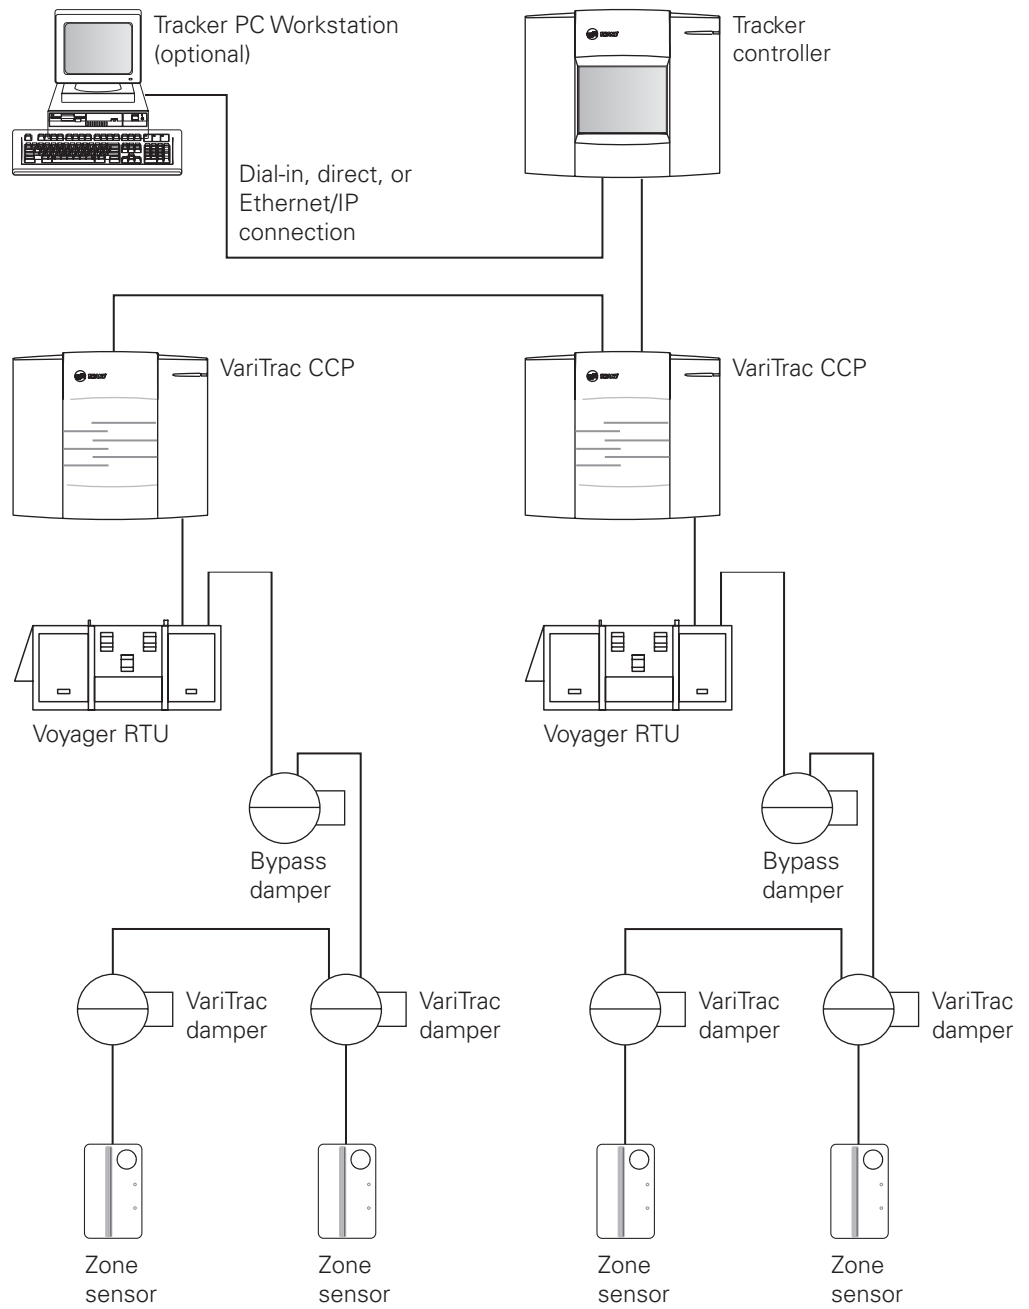 Tracker PC Workstation
(optional)
Tracker
controller
Dial-in, direct, or
Ethernet/IP
connection
VariTrac CCP
VariTrac CCP
Voyager RTU
Voyager RTU
Bypass
damper
Bypass
damper
VariTrac
damper
VariTrac
damper
VariTrac
damper
VariTrac
damper
Zone
sensor
Zone
sensor
Zone
sensor
Zone
sensor